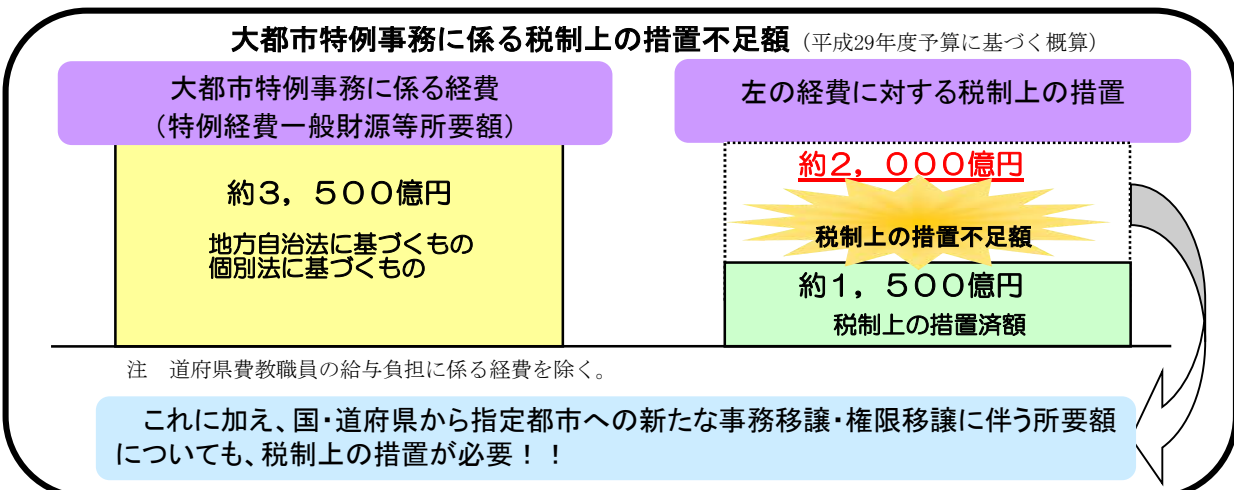 大都市特例事務に係る税制上の措置不足額（平成29年度予算に基づく概算）
大都市特例事務に係る経費
（特例経費一般財源等所要額）
約３，５００億円
地方自治法に基づくもの
個別法に基づくもの
左の経費に対する税制上の措置
約２，０００億円
税制上の措置不足額
約１，５００億円
税制上の措置済額
注　道府県費教職員の給与負担に係る経費を除く。
これに加え、国・道府県から指定都市への新たな事務移譲・権限移譲に伴う所要額
についても、税制上の措置が必要！！